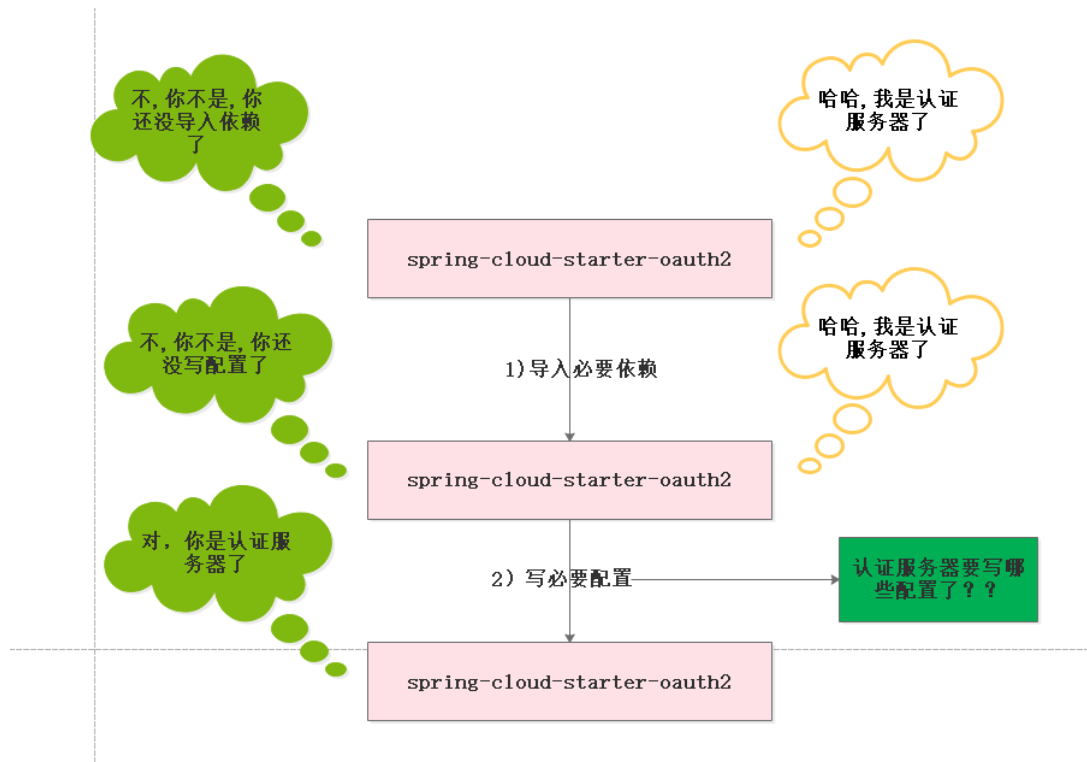 不,你不是,你
还没导入依赖
了
哈哈,我是认证
服务器了
spring-cloud-starter-oauth2
不,你不是,你还
没写配置了
哈哈,我是认证
服务器了
1)导入必要依赖
spring-cloud-starter-oauth2
对，你是认证服
务器了
2）写必要配置
认证服务器要写哪
些配置了？？
spring-cloud-starter-oauth2